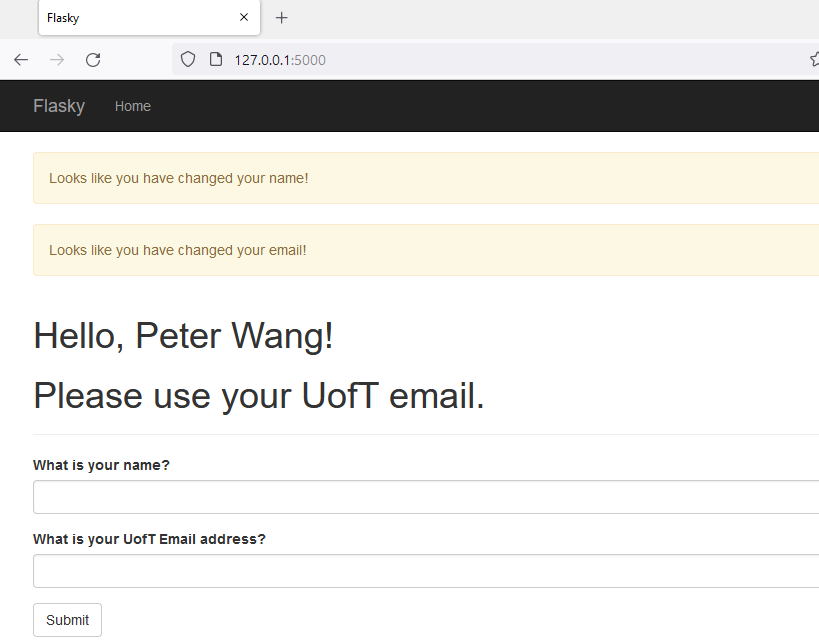 Flasky
127.0.0.1:5000
Flasky Home
Looks like you have changed your name!
Looks like you have changed your email!
Hello, Peter Wang!
Please use your UofT email.
What is your name?
What is your UofT Email address?
Submit